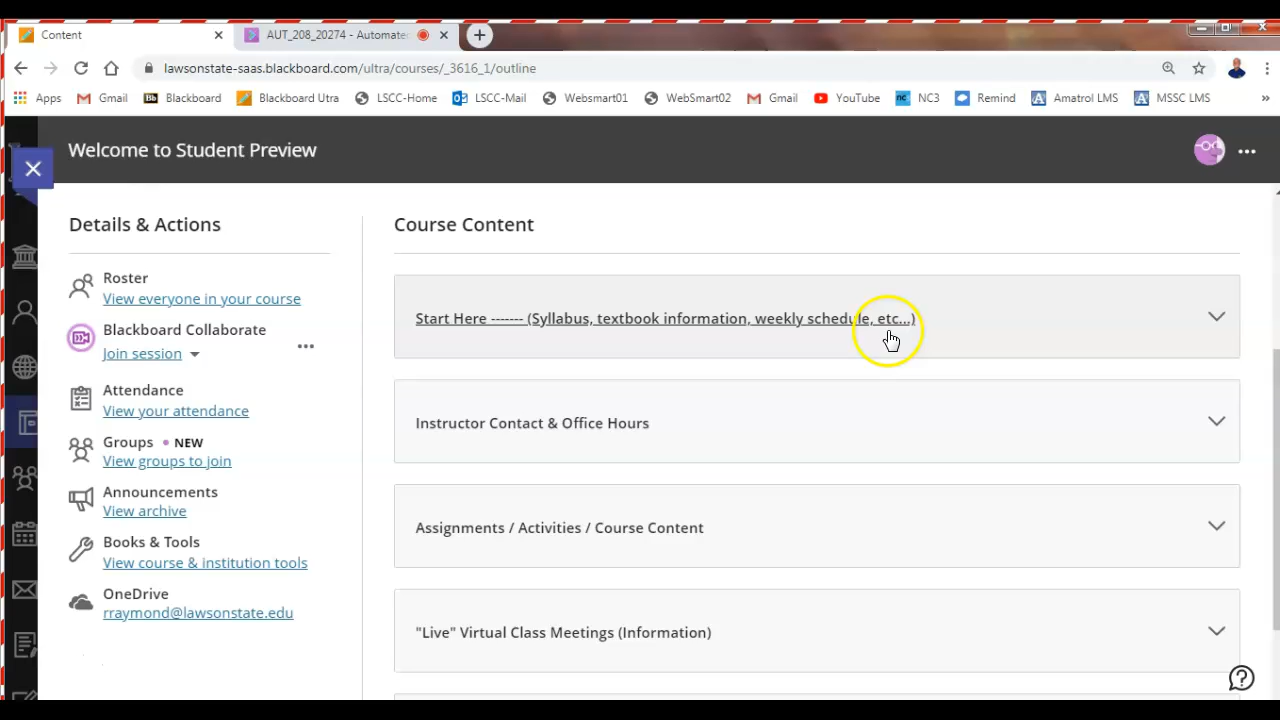 Content
AUT_208_20274 - Automate
lawsonstate-saas.blackboard.com/ultra/courses/_3616_1/outline
Apps Gmail Blackboard Blackboard Utra LSCC-Home LSCC-Mail Websmart01 WebSmart02 Gmail YouTube NC3 Remind Amatrol LMS MSSC LMS »
Welcome to Student Preview
Details & Actions
Roster
View everyone in your course
Blackboard Collaborate
Join session
Attendance
View your attendance
Groups • NEW
View groups to join
Announcements
View archive
Books & Tools
View course & institution tools
OneDrive
rraymond@lawsonstate.edu
Course Content
Start Here ------- (Syllabus, textbook information, weekly schedule, etc...)
Instructor Contact & Office Hours
Assignments / Activities / Course Content
"Live" Virtual Class Meetings (Information)